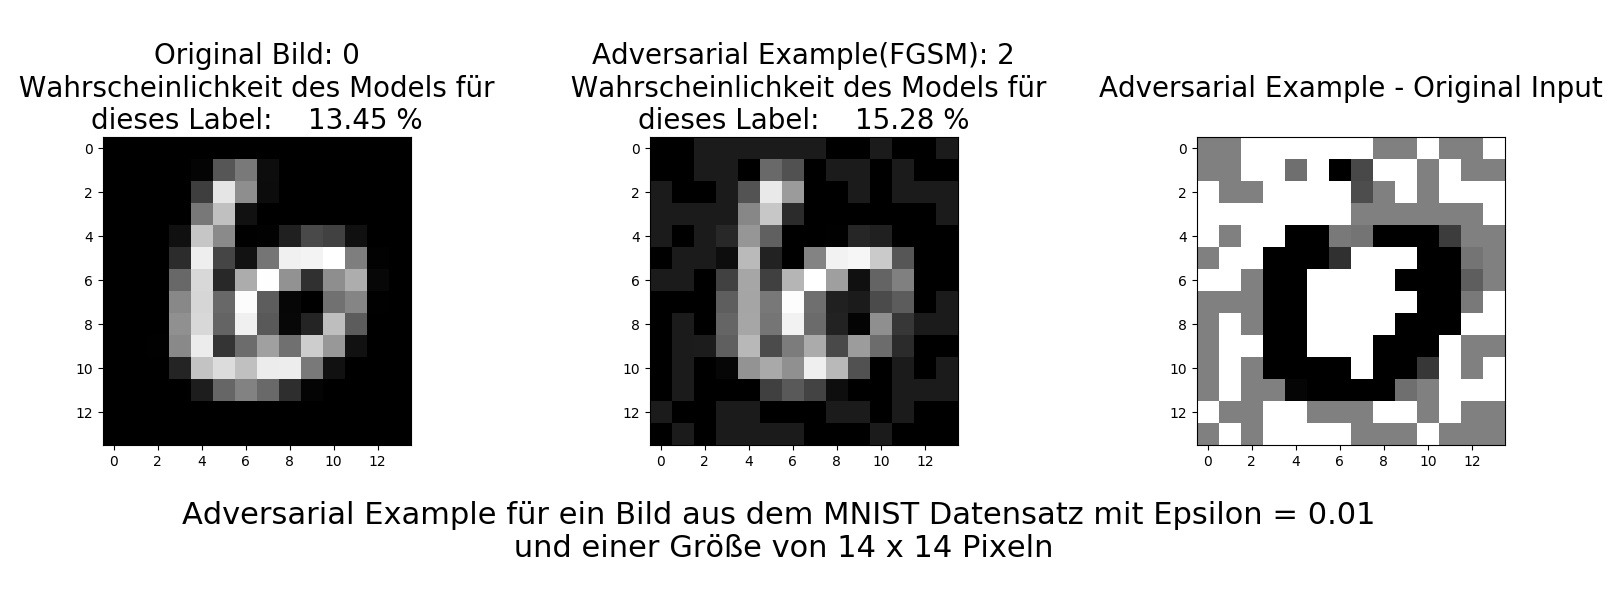 Original Bild: 0
Wahrscheinlichkeit des Models für
dieses Label: 13.45 %
Adversarial Example(FGSM): 2
Wahrscheinlichkeit des Models für
dieses Label: 15.28 %
Adversarial Example - Original Input
0
2
4
6
8
10
12
0 2 4 6 8 10 12
0
2
4
6
8
10
12
0 2 4 6 8 10 12
0
2
4
6
8
10
12
0 2 4 6 8 10 12
Adversarial Example für ein Bild aus dem MNIST Datensatz mit Epsilon = 0.01
und einer Größe von 14 x 14 Pixeln